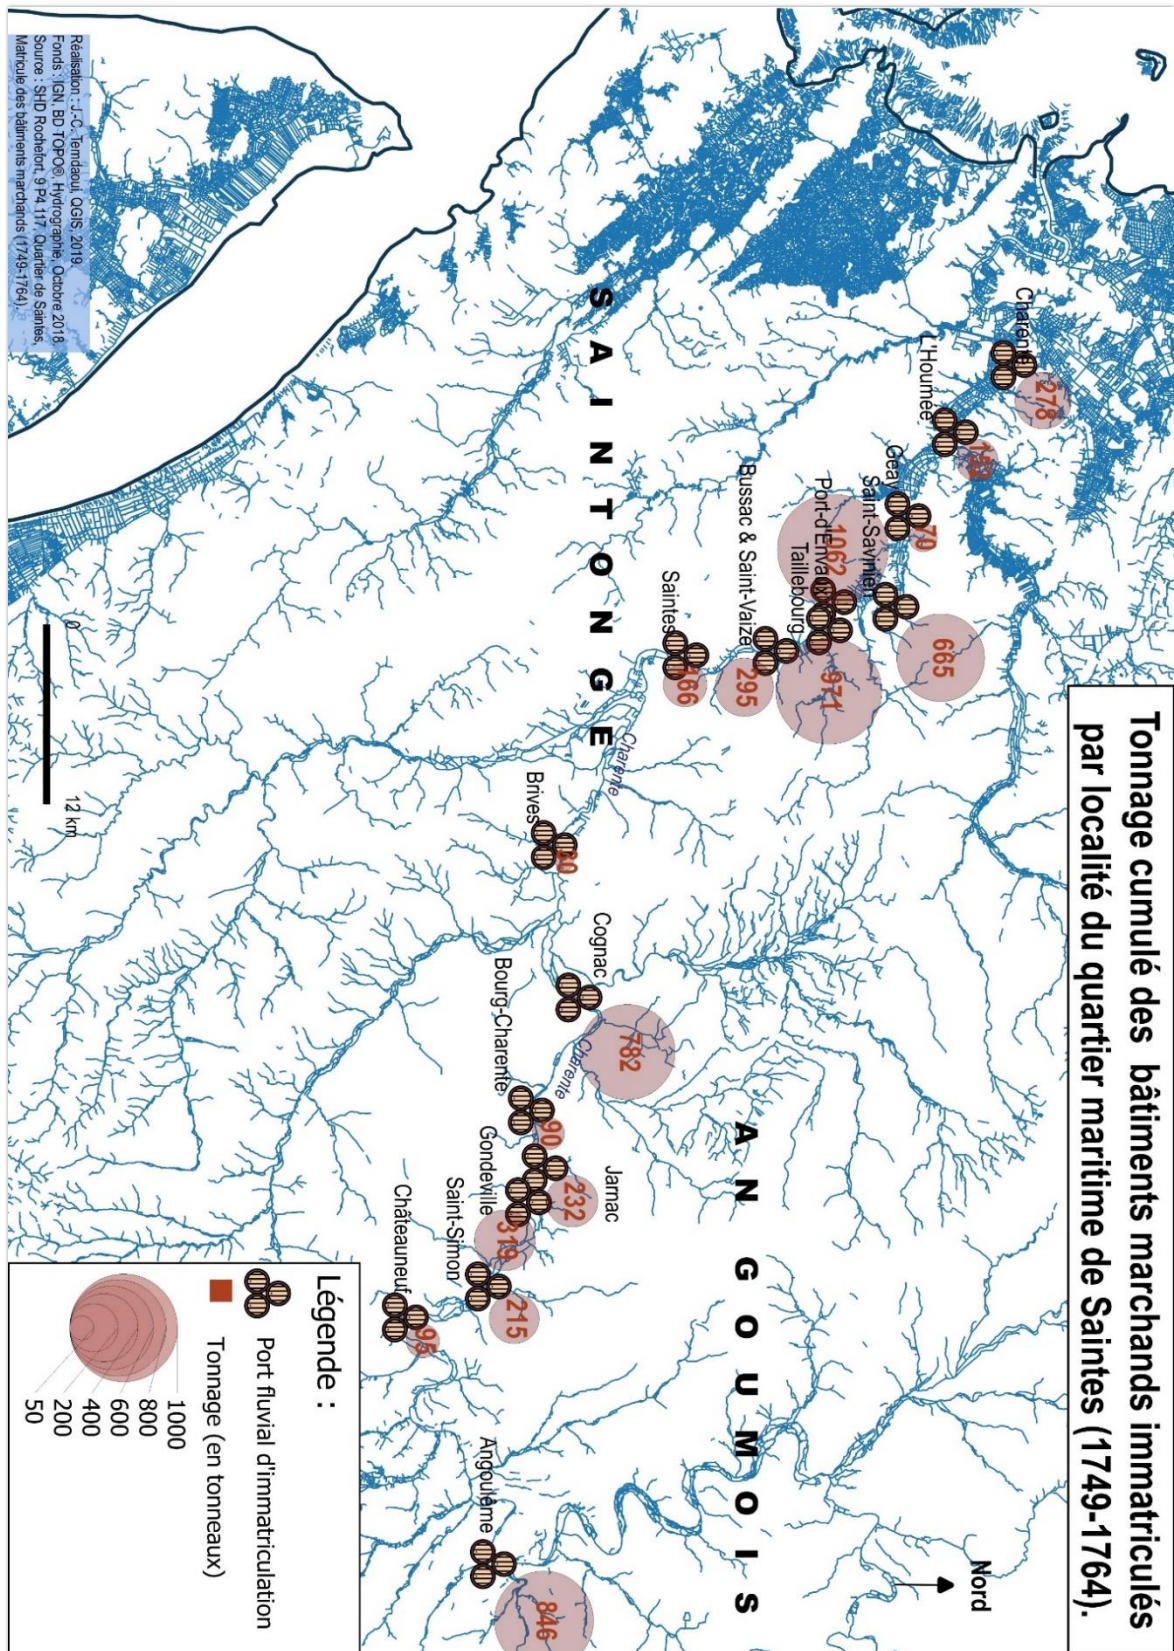 Tonnage cumulé des bâtiments marchands immatriculés
par localité du quartier maritime de Saintes (1749-1764).
Nord
Charente
278
L'Houmée
Geay
70
Saint-Savinien
665
Port-d'Envaux
1062
Taillebourg
971
Bussac & Saint-Vaize
295
Saintes
166
SAINTONGE
Charente
Brives
Cognac
782
Charente
Bourg-Charente
90
Jarnac
232
Gondeville
319
Saint-Simon
215
Châteauneuf
95
ANGOUMOIS
Angoulême
846
0
12 km
Légende :
Port fluvial d'immatriculation
Tonnage (en tonneaux)
1000
800
600
400
200
50
Réalisation : J.-C. Temdaoui, QGIS, 2019.
Fonds : IGN, BD TOPO®, Hydrographie, Octobre 2018.
Source : SHD Rochefort, 9 P4 117, Quartier de Saintes,
Matricule des bâtiments marchands (1749-1764).